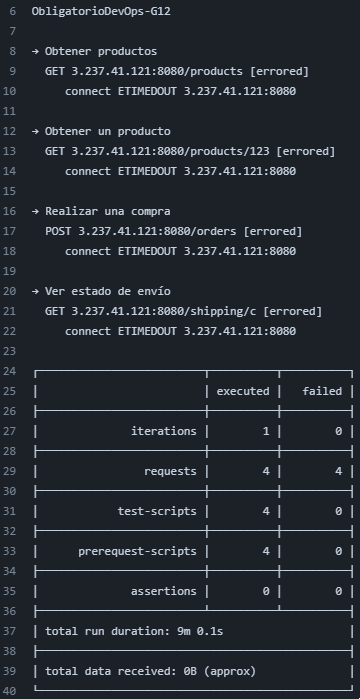 6 ObligatorioDevOps-G12
7
8 → Obtener productos
9 GET 3.237.41.121:8080/products [errored]
10 connect ETIMEDOUT 3.237.41.121:8080
11
12 → Obtener un producto
13 GET 3.237.41.121:8080/products/123 [errored]
14 connect ETIMEDOUT 3.237.41.121:8080
15
16 → Realizar una compra
17 POST 3.237.41.121:8080/orders [errored]
18 connect ETIMEDOUT 3.237.41.121:8080
19
20 → Ver estado de envío
21 GET 3.237.41.121:8080/shipping/c [errored]
22 connect ETIMEDOUT 3.237.41.121:8080
23
24
25 executed failed
26
27 iterations 1 0
28
29 requests 4 4
30
31 test-scripts 4 0
32
33 prerequest-scripts 4 0
34
35 assertions 0 0
36
37 total run duration: 9m 0.1s
38
39 total data received: 0B (approx)
40